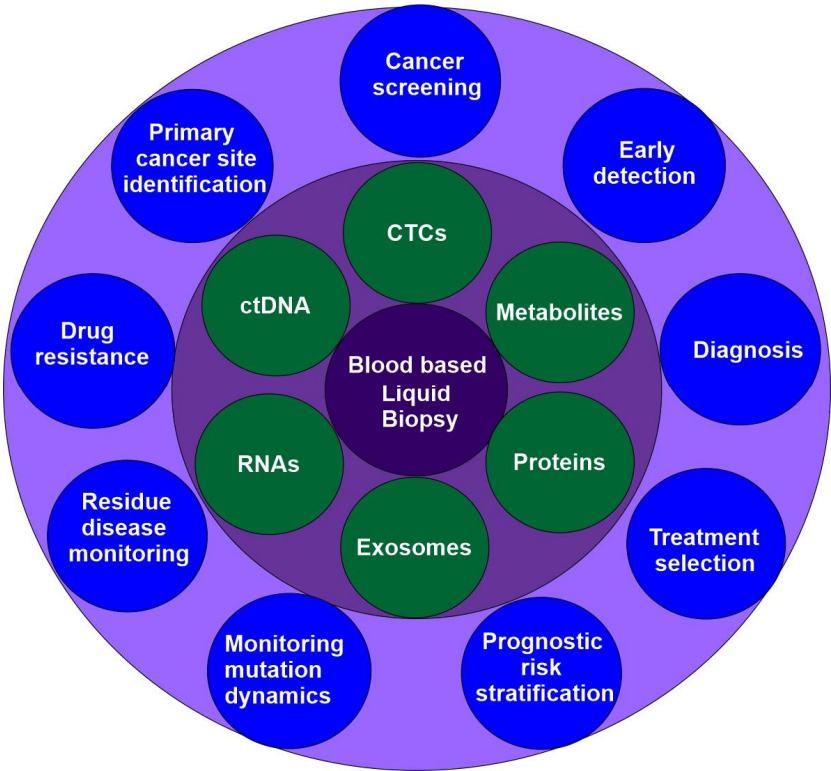 Cancer
screening
Early
detection
Diagnosis
Treatment
selection
Prognostic
risk
stratification
Monitoring
mutation
dynamics
Residue
disease
monitoring
Drug
resistance
Primary
cancer site
identification
CTCs
Metabolites
Proteins
Exosomes
RNAs
ctDNA
Blood based
Liquid
Biopsy